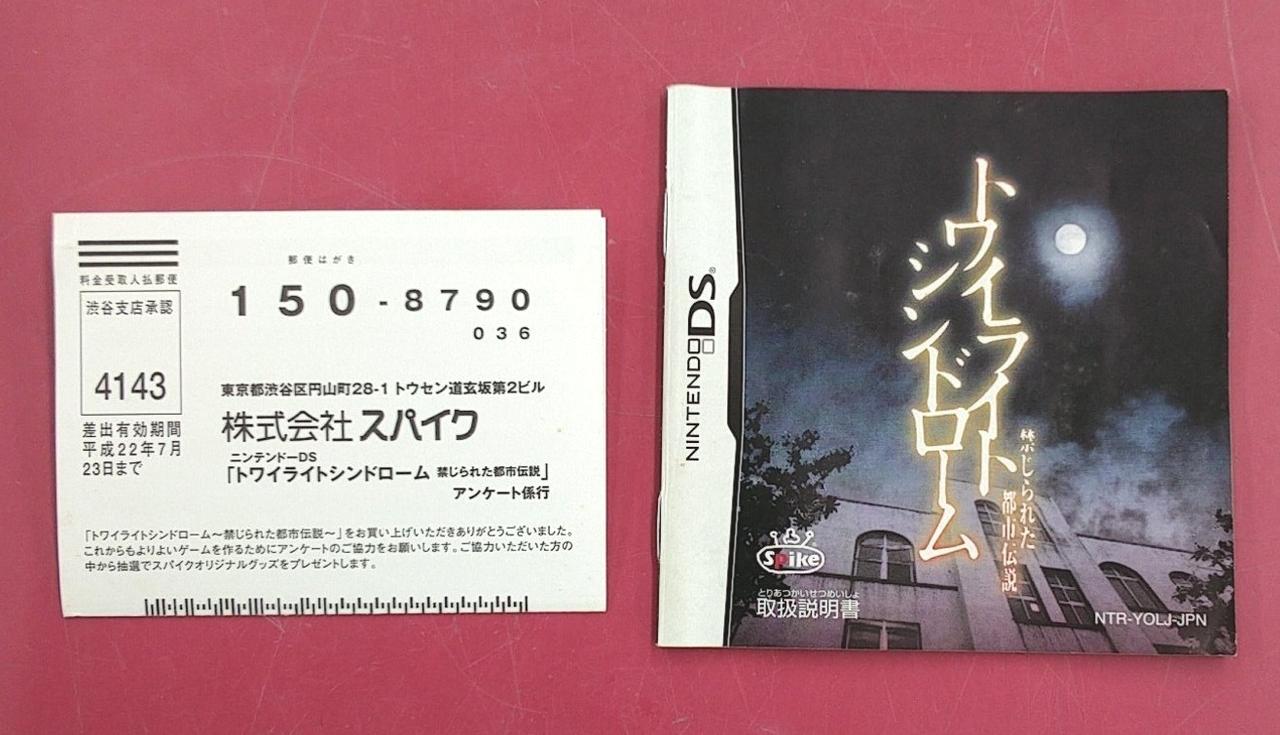 料金受取人払郵便
渋谷支店承認
4143
差出有効期間
平成22年7月
23日まで
郵便はがき
150-8790
036
東京都渋谷区円山町28-1 トウセン道玄坂第2ビル
株式会社 スパイク
ニンテンドーDS
「トワイライトシンドローム 禁じられた都市伝説」
アンケート係行
「トワイライトシンドローム～禁じられた都市伝説～」をお買い上げいただきありがとうございました。
これからもよりよいゲームを作るためにアンケートのご協力をお願いします。ご協力いただいた方の
中から抽選でスパイクオリジナルグッズをプレゼントします。
NINTENDO DS®
トワイライト
シンドローム
禁じられた
都市伝説
Spike
とりあつかいせつめいしょ
取扱説明書
NTR-YOLJ-JPN